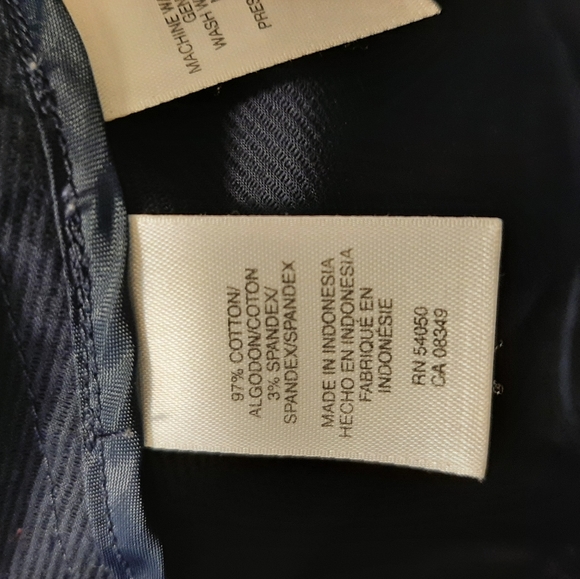 MACHINE
GEN
WASH W
PRES
97% COTTON/
ALGODON/COTON
3% SPANDEX/
SPANDEX/SPANDEX
MADE IN INDONESIA
HECHO EN INDONESIA
FABRIQUÉ EN
INDONÉSIE
RN 54050
CA 08349